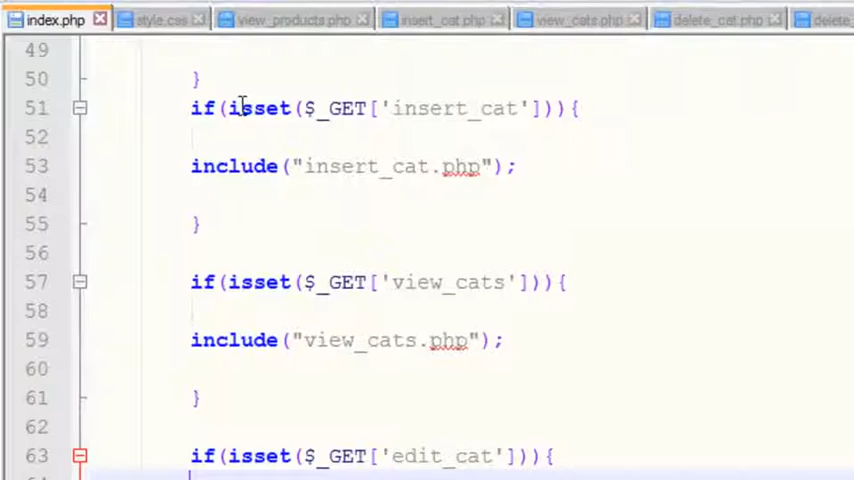 index.php style.css view_products.php insert_cat.php view_cats.php delete_cat.php delete_
49
50 }
51 if(isset($_GET['insert_cat'])){
52
53 include("insert_cat.php");
54
55 }
56
57 if(isset($_GET['view_cats'])){
58
59 include("view_cats.php");
60
61 }
62
63 if(isset($_GET['edit_cat'])){